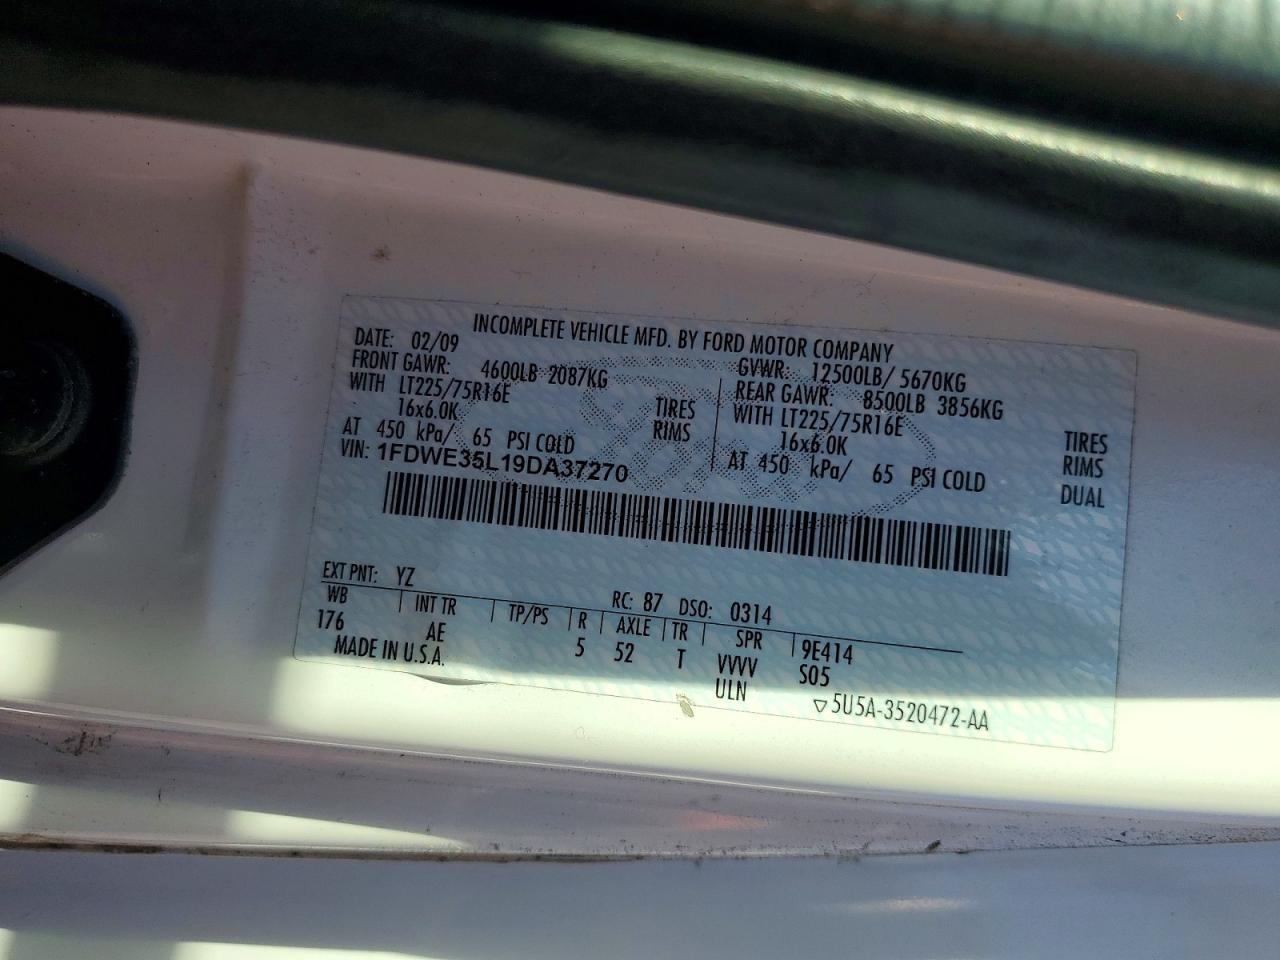 INCOMPLETE VEHICLE MFD. BY FORD MOTOR COMPANY
DATE: 02/09 GVWR: 12500LB/ 5670KG
FRONT GAWR: 4600LB 2087KG REAR GAWR: 8500LB 3856KG
WITH LT225/75R16E TIRES WITH LT225/75R16E TIRES
16x6.0K RIMS 16x6.0K RIMS
AT 450 kPa/ 65 PSI COLD AT 450 kPa/ 65 PSI COLD DUAL
VIN: 1FDWE35L19DA37270
EXT PNT: YZ RC: 87 DSO: 0314
WB INT TR TP/PS R AXLE TR SPR 9E414
176 AE 5 52 T VVVV S05
MADE IN U.S.A. ULN
▽5U5A-3520472-AA